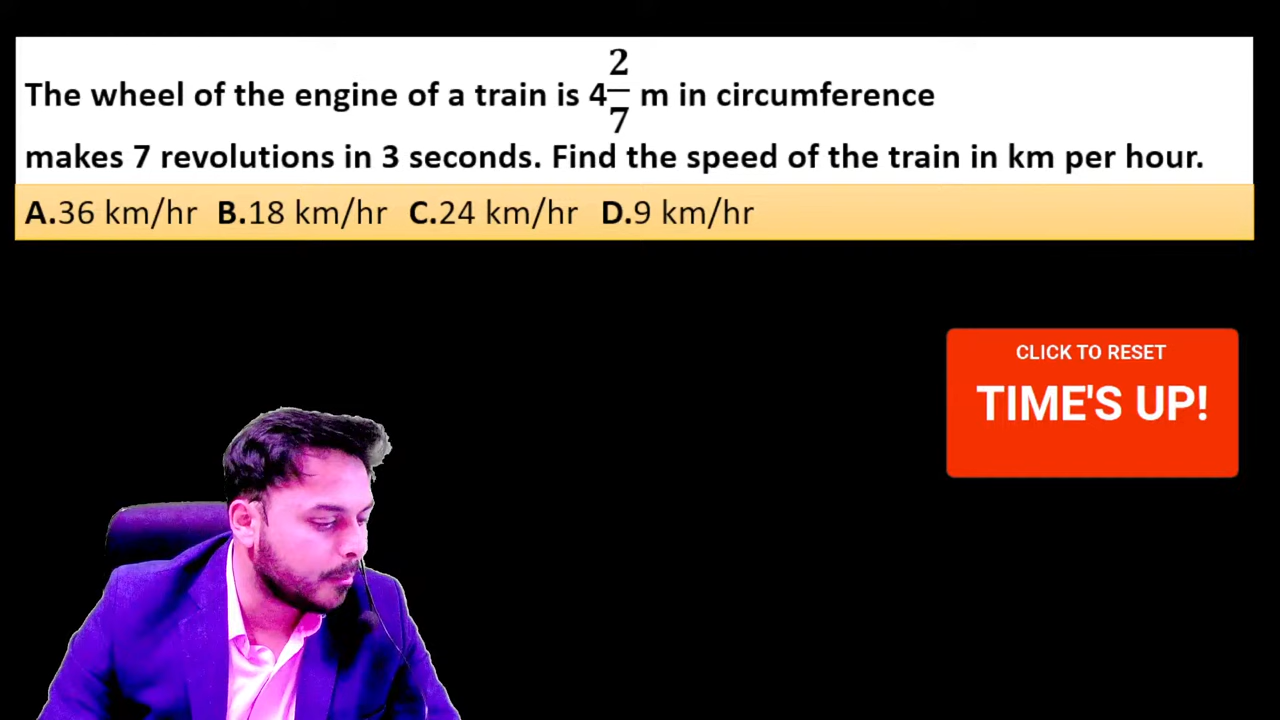 The wheel of the engine of a train is 4 2/7 m in circumference
makes 7 revolutions in 3 seconds. Find the speed of the train in km per hour.
A.36 km/hr B.18 km/hr C.24 km/hr D.9 km/hr
CLICK TO RESET
TIME'S UP!